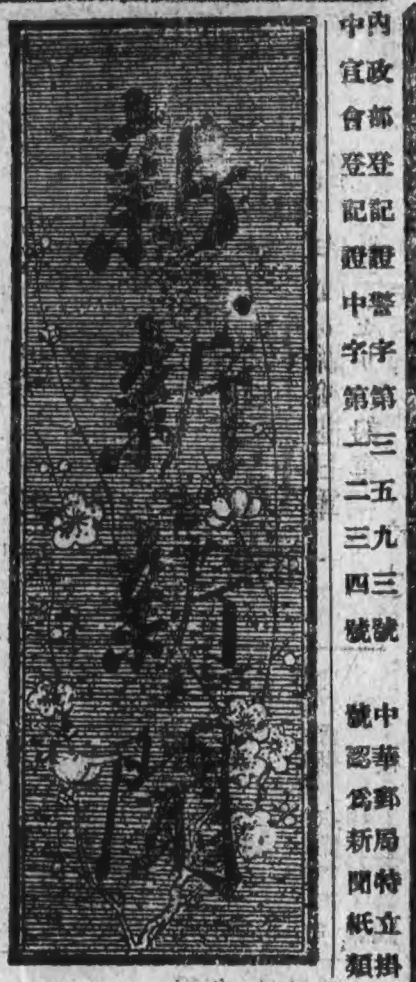 內政部登記證警字第三五九三號
中宣會登記證中字第一二三四號
中華郵局特立掛
號認爲新聞紙類
新新新聞